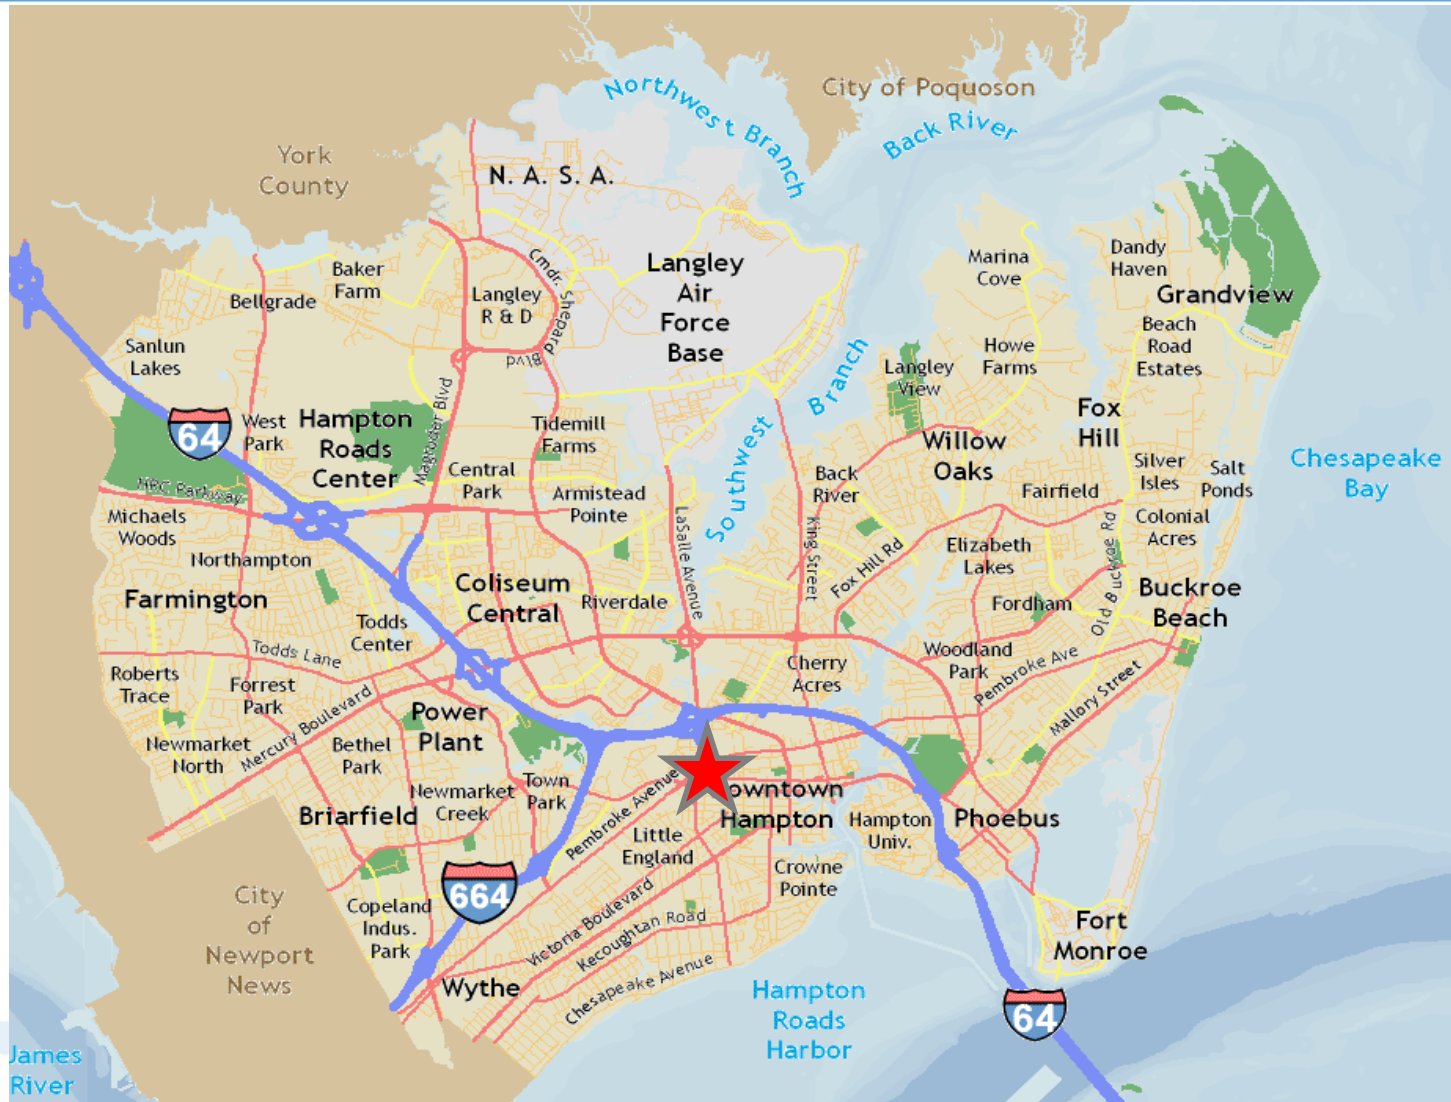 City of Poquoson
Northwest Branch
Back River
York
County
N. A. S. A.
Marina
Cove
Dandy
Haven
Grandview
Langley
Air
Force
Base
Baker
Farm
Bellgrade
Langley
R & D
Cmdr. Shepard Blvd
Beach
Road
Estates
Sanlun
Lakes
Howe
Farms
Langley
View
Southwest Branch
Fox
Hill
64
West
Park
Hampton
Roads
Center
Magruder Blvd
Tidemill
Farms
Willow
Oaks
Silver
Isles
Salt
Ponds
Chesapeake
Bay
HRC Parkway
Central
Park
Back
River
Fairfield
Armistead
Pointe
Michaels
Woods
Colonial
Acres
LaSalle Avenue
King Street
Fox Hill Rd
Elizabeth
Lakes
Old Buckroe Rd
Northampton
Farmington
Coliseum
Central
Riverdale
Fordham
Buckroe
Beach
Todds
Center
Todds Lane
Woodland
Park
Pembroke Ave
Cherry
Acres
Roberts
Trace
Forrest
Park
Mercury Boulevard
Mallory Street
Power
Plant
Newmarket
North
Bethel
Park
Newmarket
Creek
Town
Park
Pembroke Avenue
owntown
Hampton
Briarfield
Little
England
Hampton
Univ.
Phoebus
Crowne
Pointe
664
City
of
Newport
News
Copeland
Indus.
Park
Victoria Boulevard
Kecoughtan Road
Chesapeake Avenue
Fort
Monroe
Wythe
Hampton
Roads
Harbor
64
James
River